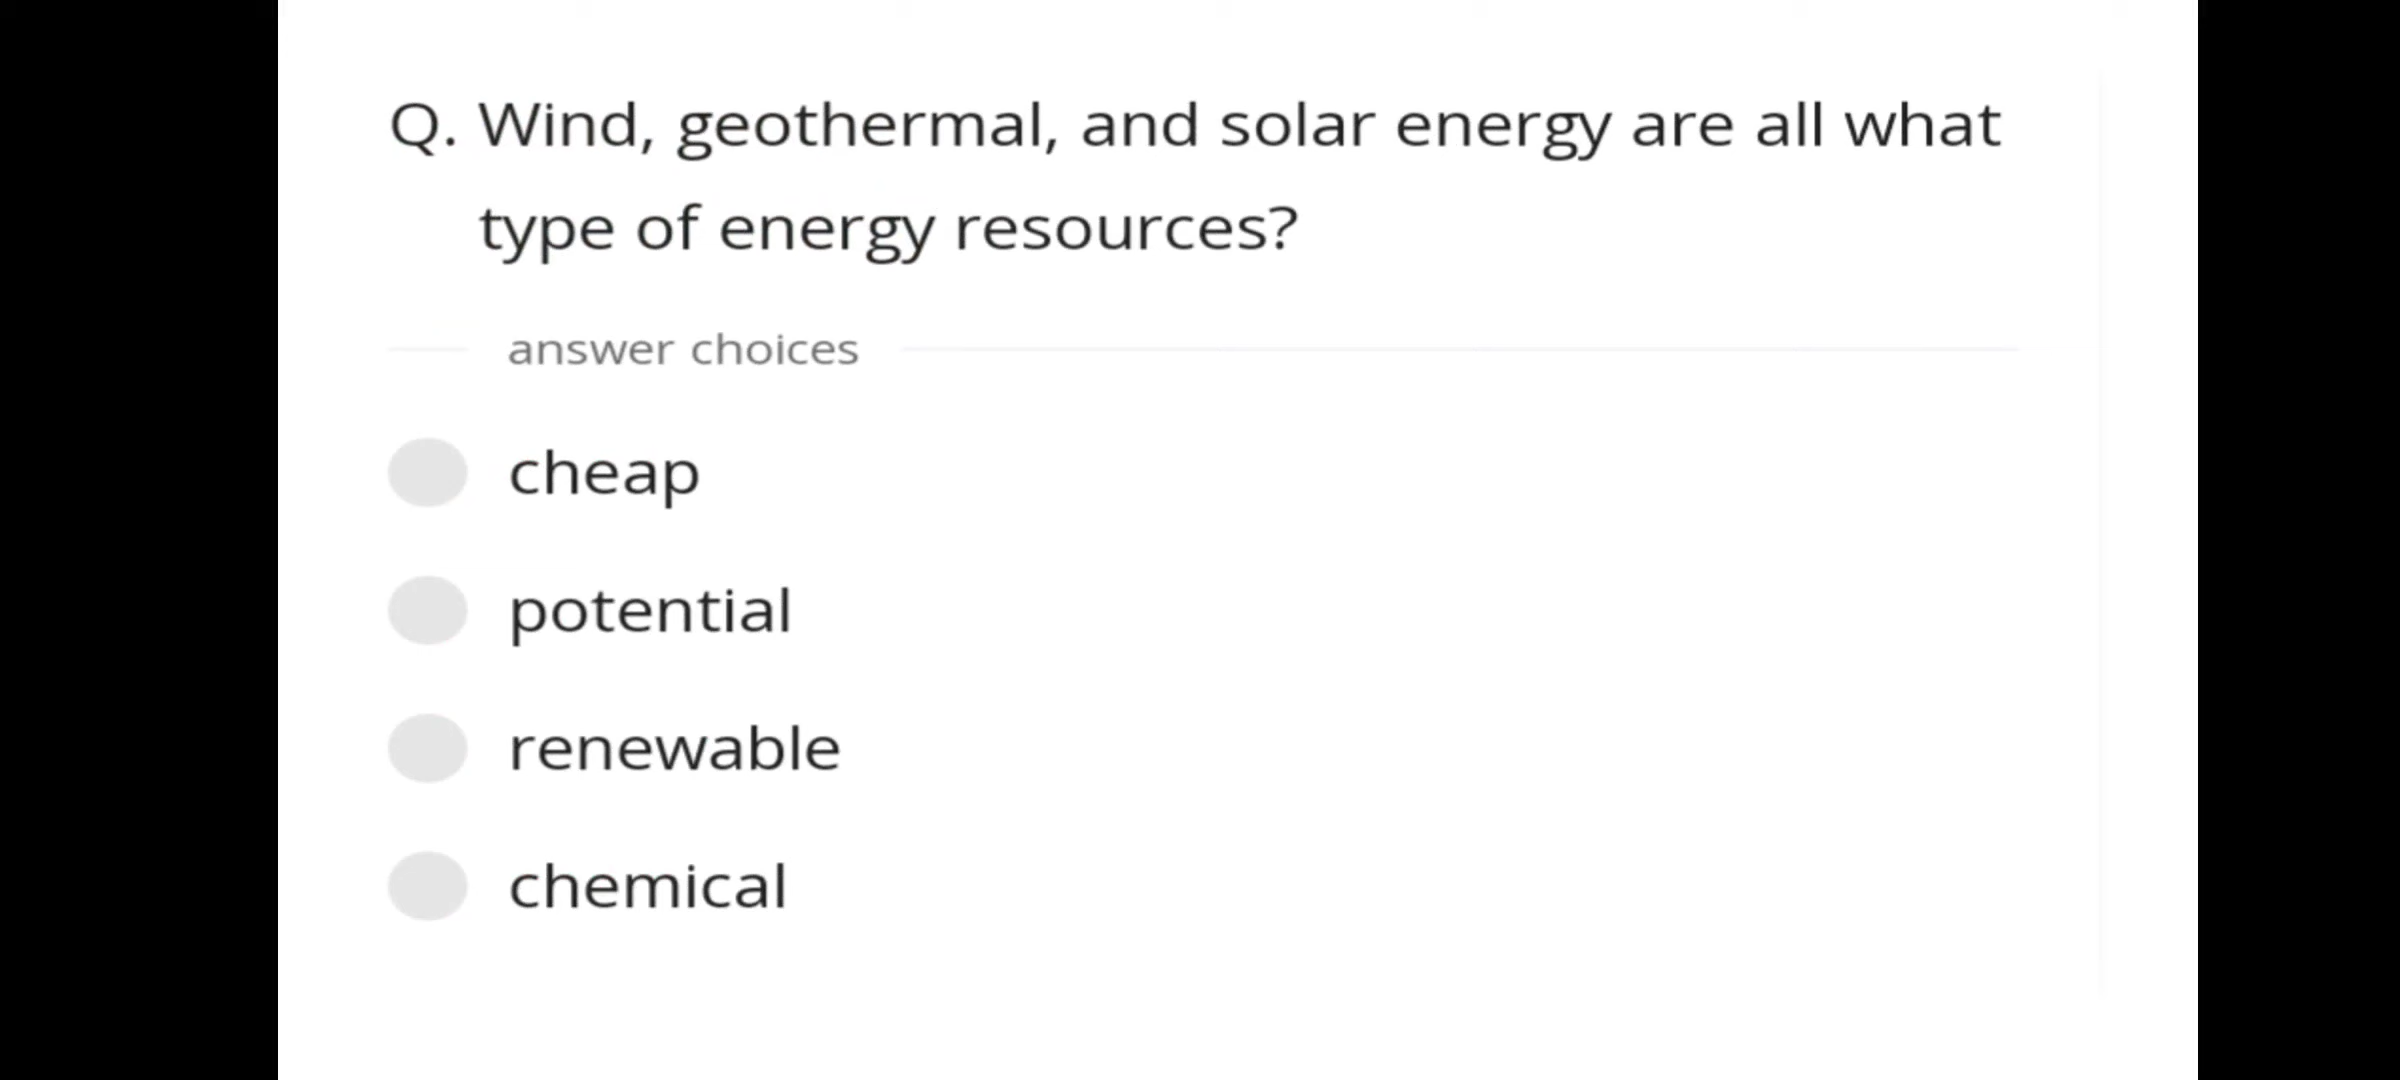 Q. Wind, geothermal, and solar energy are all what
type of energy resources?
answer choices
cheap
potential
renewable
chemical